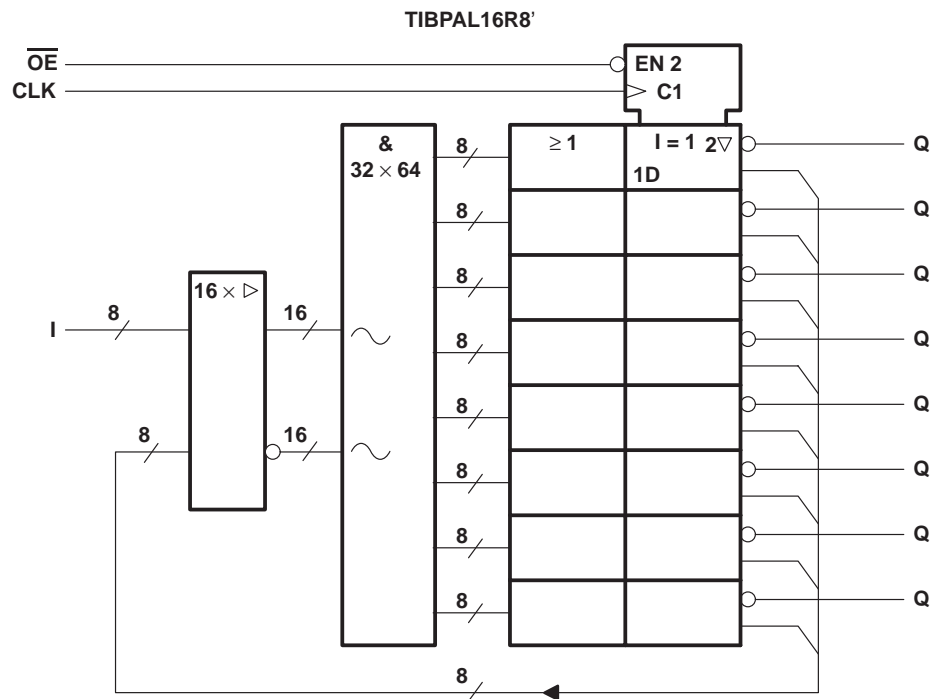 TIBPAL16R8’
OE
EN 2
CLK
C1
&
8
≥ 1
I = 1 2▽
Q
32 × 64
1D
8
Q
8
Q
16 × ▷
I
8
16
8
Q
8
Q
8
16
8
Q
8
Q
8
Q
8